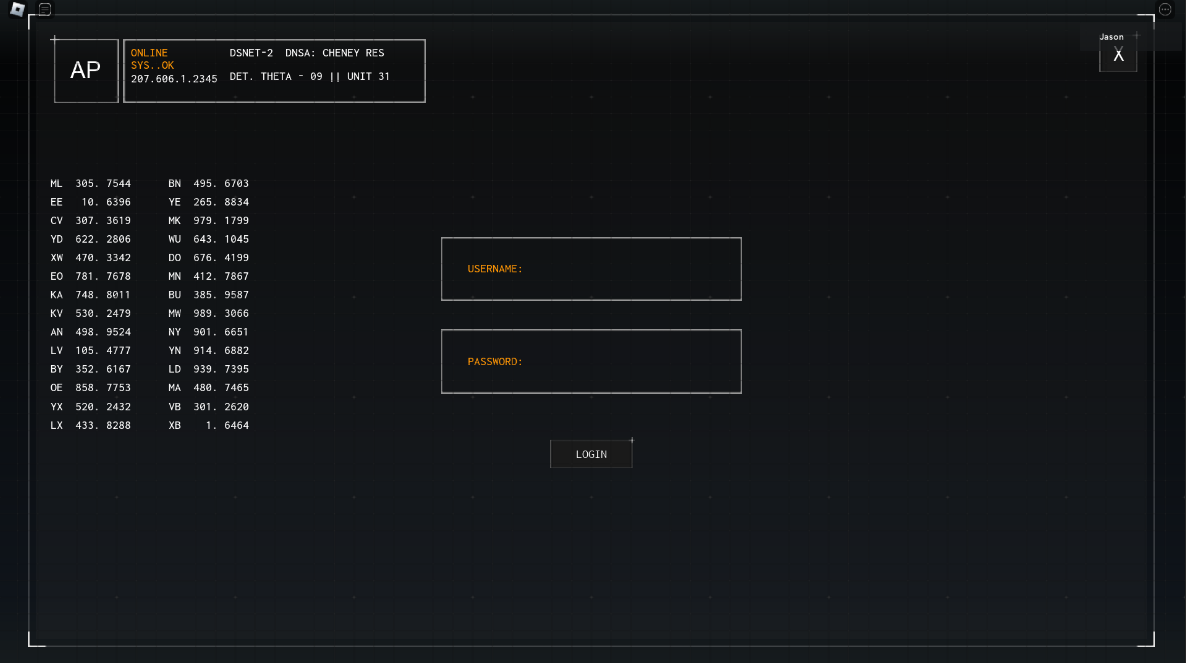 Jason
X
AP
ONLINE
SYS..OK
207.606.1.2345
DSNET-2 DNSA: CHENEY RES
DET. THETA - 09 || UNIT 31
ML 305. 7544 BN 495. 6703
EE 10. 6396 YE 265. 8834
CV 307. 3619 MK 979. 1799
YD 622. 2806 WU 643. 1045
XW 470. 3342 DO 676. 4199
EO 781. 7678 MN 412. 7867
KA 748. 8011 BU 385. 9587
KV 530. 2479 MW 989. 3066
AN 498. 9524 NY 901. 6651
LV 105. 4777 YN 914. 6882
BY 352. 6167 LD 939. 7395
OE 858. 7753 MA 480. 7465
YX 520. 2432 VB 301. 2620
LX 433. 8288 XB 1. 6464
USERNAME:
PASSWORD:
LOGIN